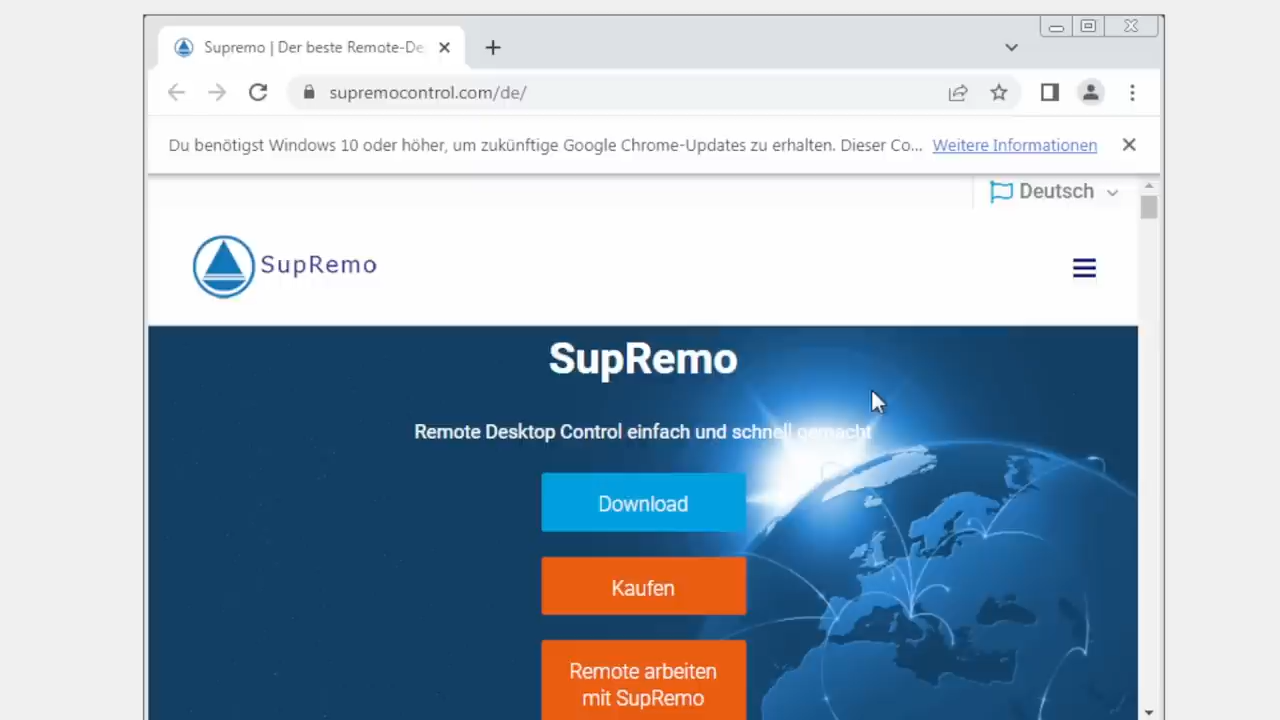 Supremo | Der beste Remote-De
supremocontrol.com/de/
Du benötigst Windows 10 oder höher, um zukünftige Google Chrome-Updates zu erhalten. Dieser Co... Weitere Informationen
Deutsch
SupRemo
SupRemo
Remote Desktop Control einfach und schnell gemacht
Download
Kaufen
Remote arbeiten
mit SupRemo